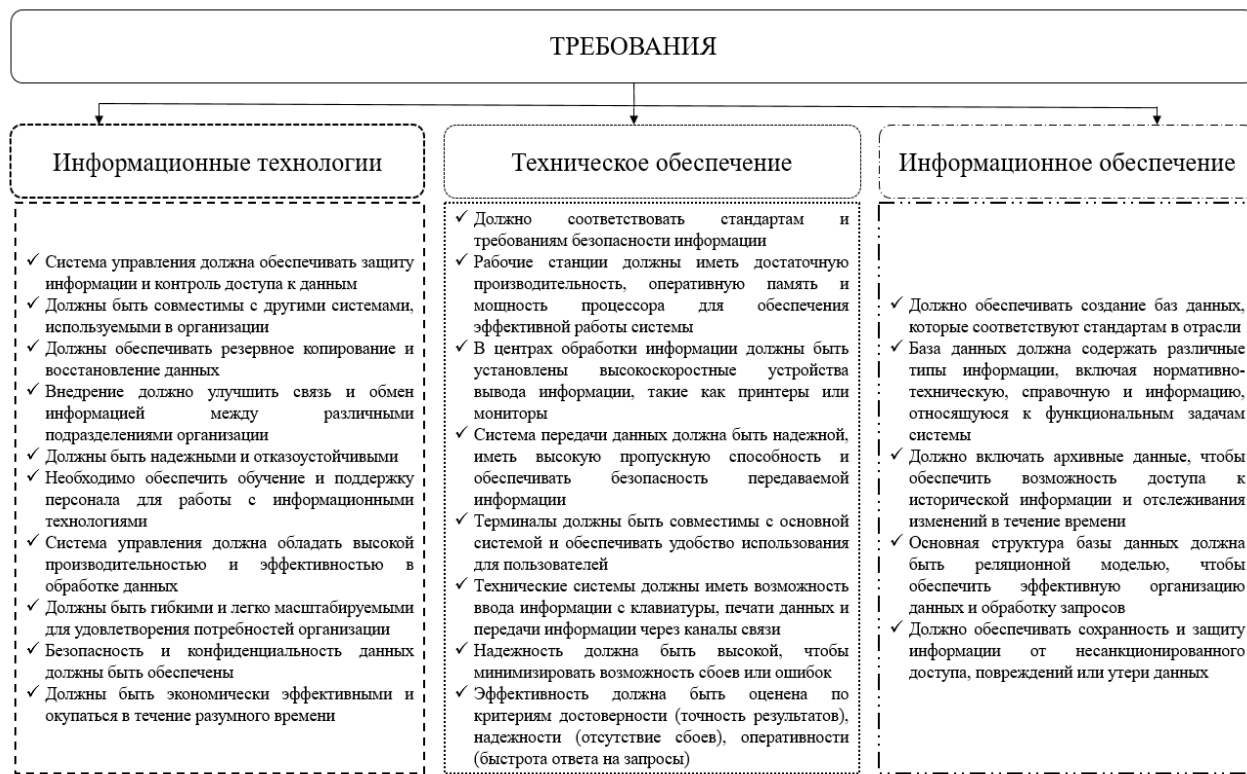 ТРЕБОВАНИЯ
Информационные технологии
✓ Система управления должна обеспечивать защиту
информации и контроль доступа к данным
✓ Должны быть совместимы с другими системами,
используемыми в организации
✓ Должны обеспечивать резервное копирование и
восстановление данных
✓ Внедрение должно улучшить связь и обмен
информацией между различными
подразделениями организации
✓ Должны быть надежными и отказоустойчивыми
✓ Необходимо обеспечить обучение и поддержку
персонала для работы с информационными
технологиями
✓ Система управления должна обладать высокой
производительностью и эффективностью в
обработке данных
✓ Должны быть гибкими и легко масштабируемыми
для удовлетворения потребностей организации
✓ Безопасность и конфиденциальность данных
должны быть обеспечены
✓ Должны быть экономически эффективными и
окупаться в течение разумного времени
Техническое обеспечение
✓ Должно соответствовать стандартам и
требованиям безопасности информации
✓ Рабочие станции должны иметь достаточную
производительность, оперативную память и
мощность процессора для обеспечения
эффективной работы системы
✓ В центрах обработки информации должны быть
установлены высокоскоростные устройства
вывода информации, такие как принтеры или
мониторы
✓ Система передачи данных должна быть надежной,
иметь высокую пропускную способность и
обеспечивать безопасность передаваемой
информации
✓ Терминалы должны быть совместимы с основной
системой и обеспечивать удобство использования
для пользователей
✓ Технические системы должны иметь возможность
ввода информации с клавиатуры, печати данных и
передачи информации через каналы связи
✓ Надежность должна быть высокой, чтобы
минимизировать возможность сбоев или ошибок
✓ Эффективность должна быть оценена по
критериям достоверности (точность результатов),
надежности (отсутствие сбоев), оперативности
(быстрота ответа на запросы)
Информационное обеспечение
✓ Должно обеспечивать создание баз данных,
которые соответствуют стандартам в отрасли
✓ База данных должна содержать различные
типы информации, включая нормативно-
техническую, справочную и информацию,
относящуюся к функциональным задачам
системы
✓ Должно включать архивные данные, чтобы
обеспечить возможность доступа к
исторической информации и отслеживания
изменений в течение времени
✓ Основная структура базы данных должна
быть реляционной моделью, чтобы
обеспечить эффективную организацию
данных и обработку запросов
✓ Должно обеспечивать сохранность и защиту
информации от несанкционированного
доступа, повреждений или утери данных